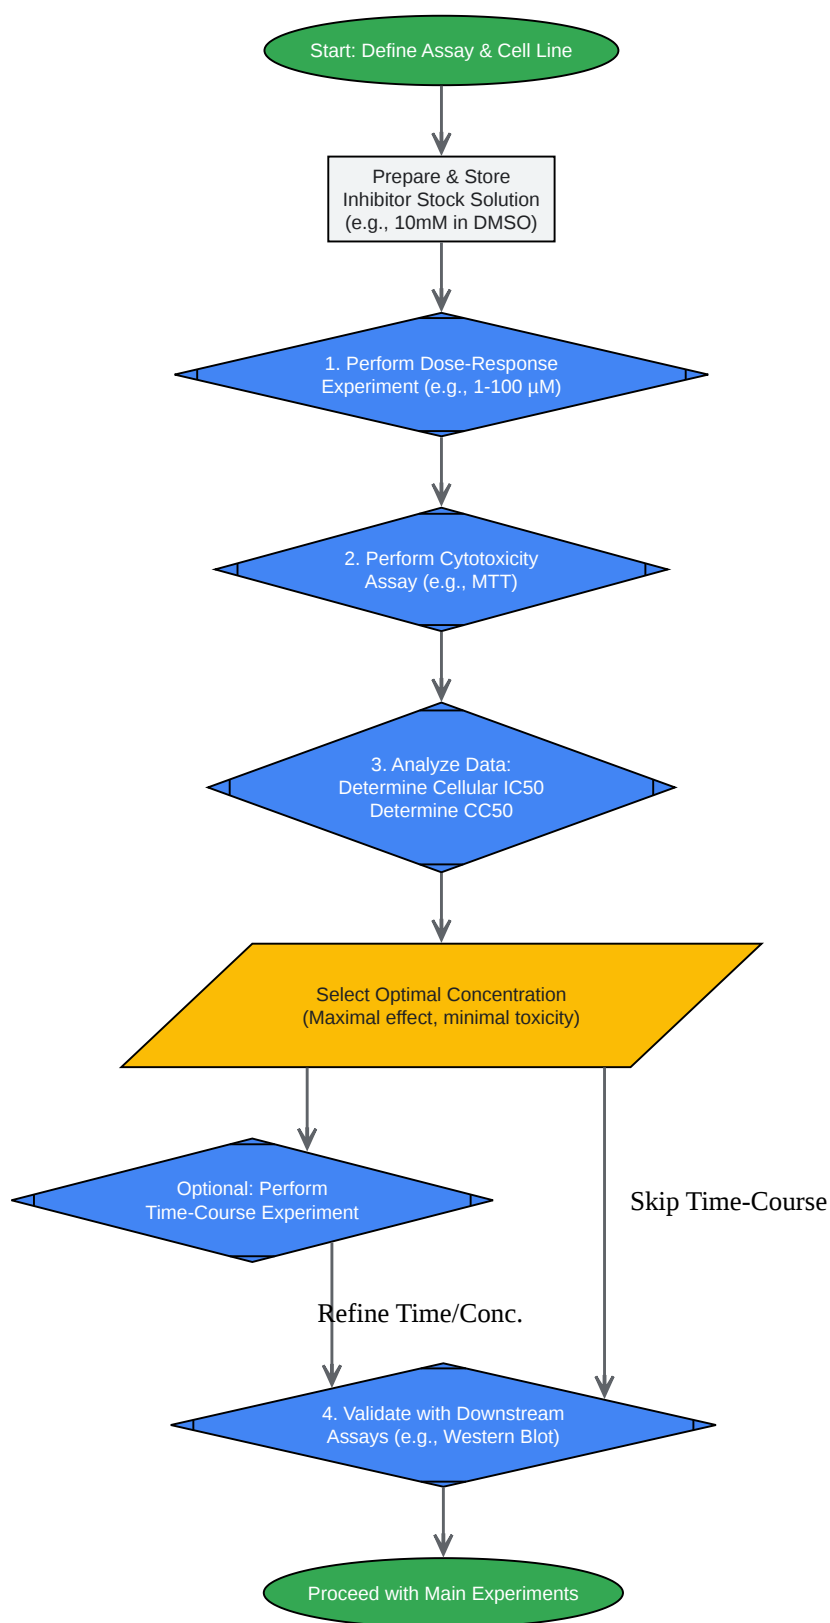 Start: Define Assay & Cell Line
Prepare & Store
Inhibitor Stock Solution
(e.g., 10mM in DMSO)
1. Perform Dose-Response
Experiment (e.g., 1-100 µM)
2. Perform Cytotoxicity
Assay (e.g., MTT)
3. Analyze Data:
Determine Cellular IC50
Determine CC50
Select Optimal Concentration
(Maximal effect, minimal toxicity)
Optional: Perform
Time-Course Experiment
Skip Time-Course
Refine Time/Conc.
4. Validate with Downstream
Assays (e.g., Western Blot)
Proceed with Main Experiments